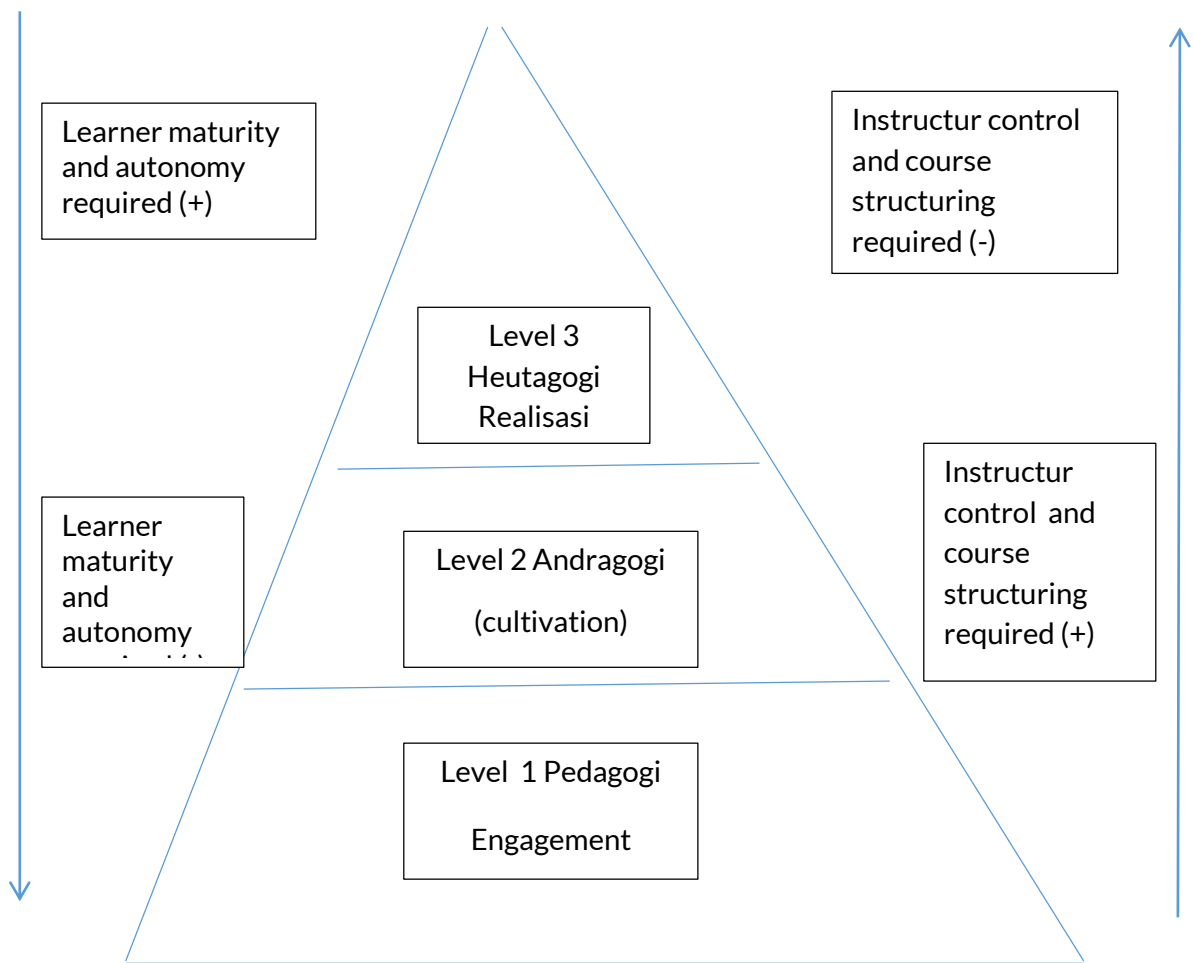 Learner maturity
and autonomy
required (+)
Instructur control
and course
structuring
required (-)
Level 3
Heutagogi
Realisasi
Learner
maturity
and
autonomy
Instructur
control and
course
structuring
required (+)
Level 2 Andragogi
(cultivation)
Level 1 Pedagogi
Engagement